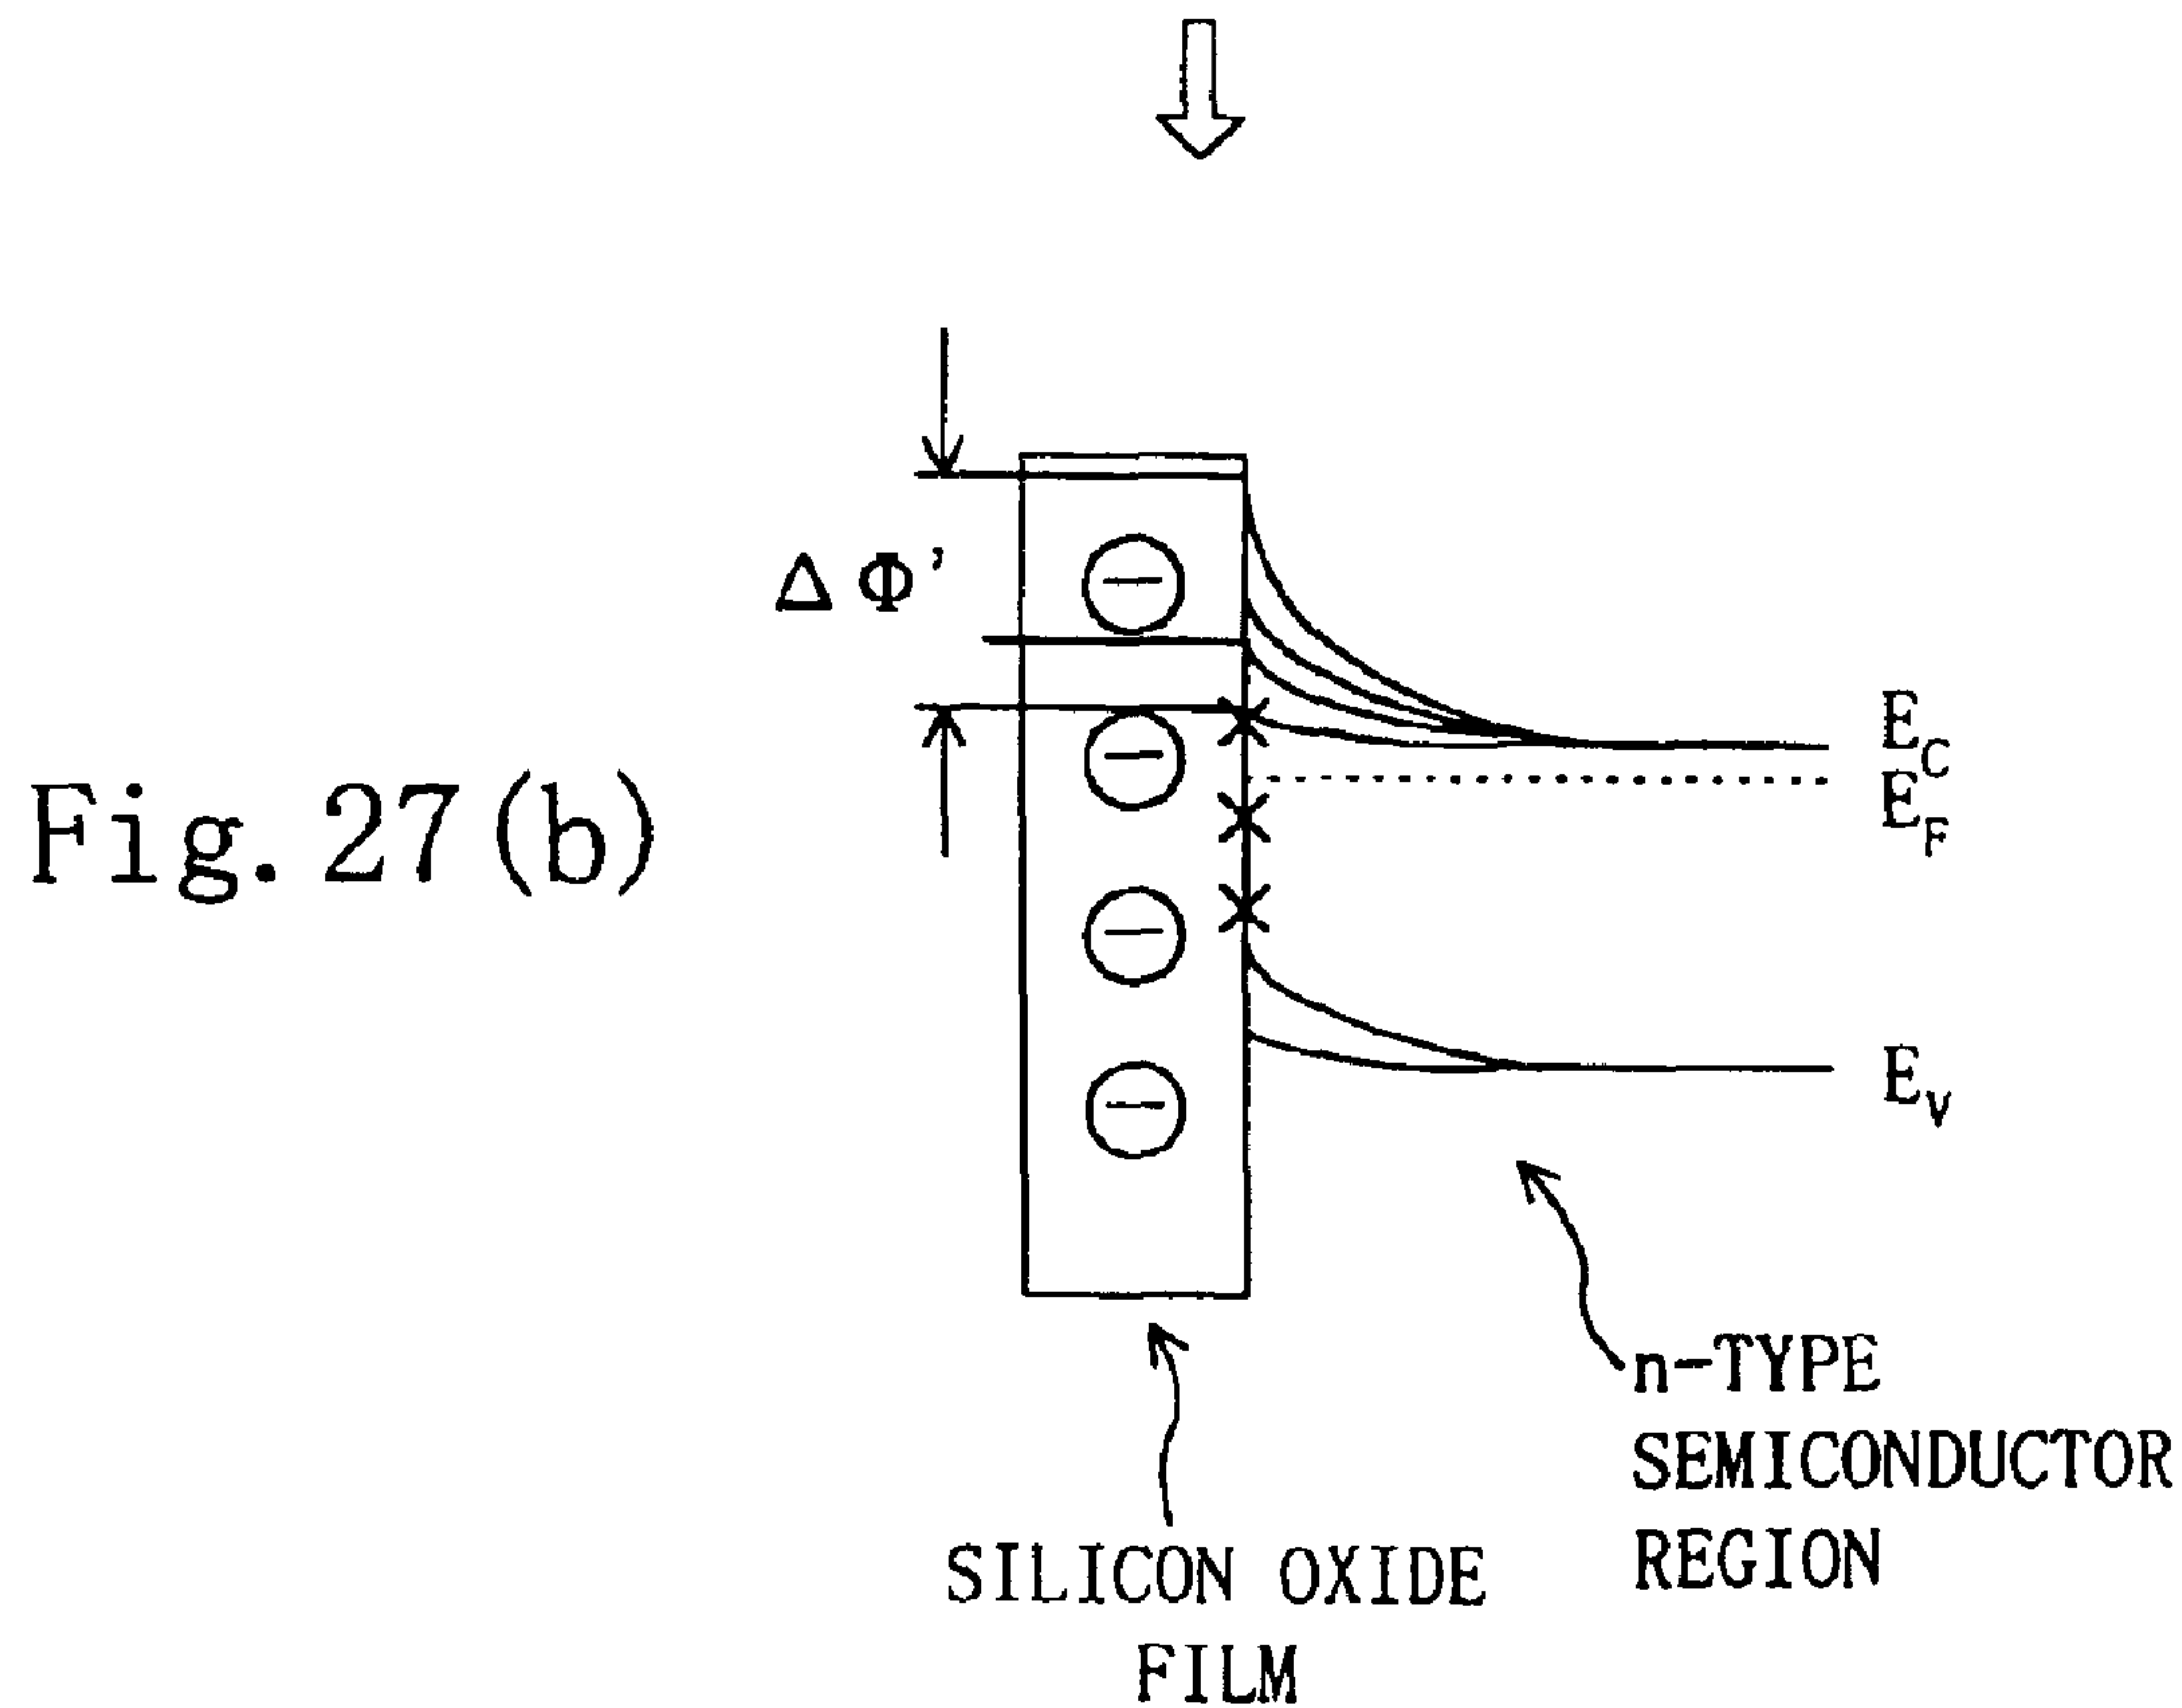 ΔΦ'
E_C
E_F
Fig. 27(b)
E_V
n-TYPE
SEMICONDUCTOR
REGION
SILICON OXIDE
FILM